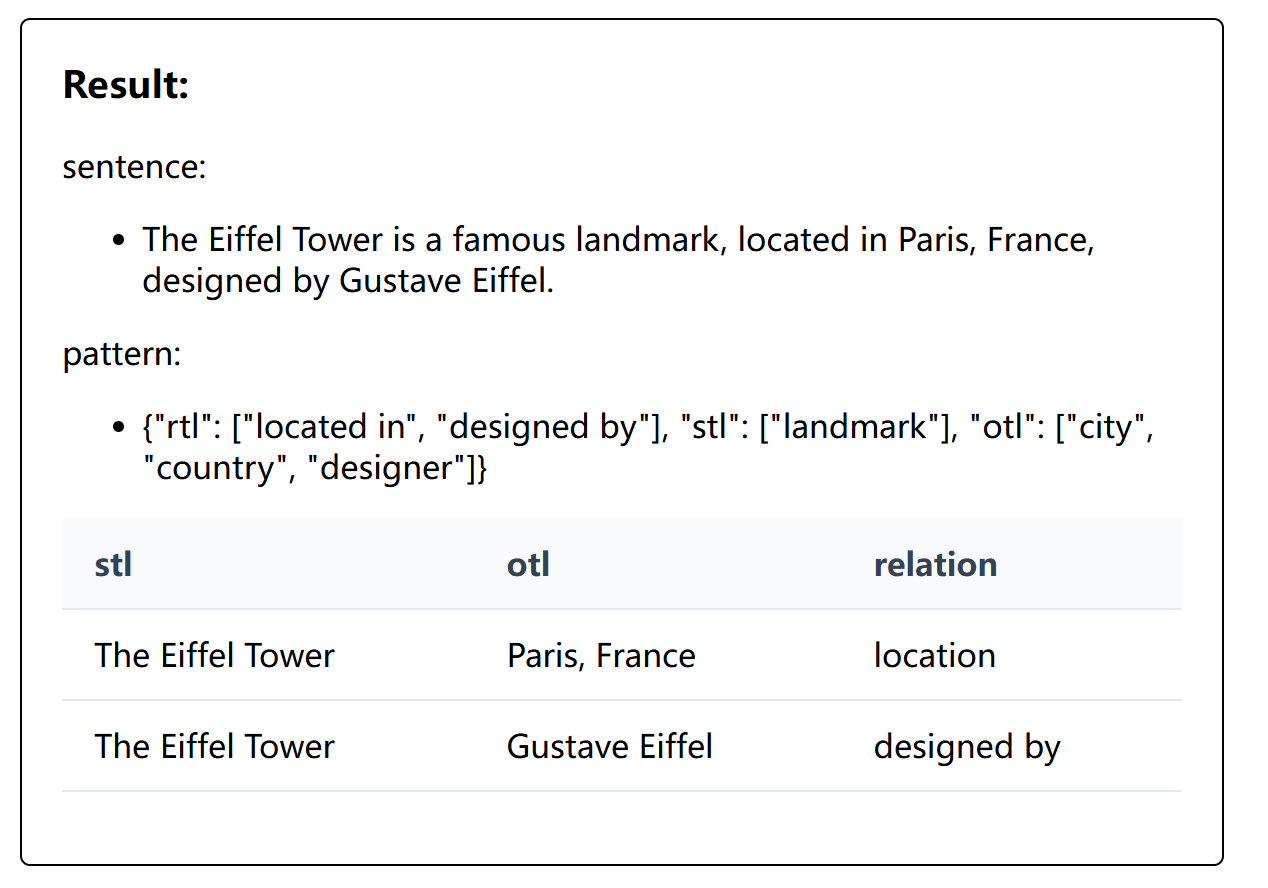 Result:
sentence:
• The Eiffel Tower is a famous landmark, located in Paris, France,
designed by Gustave Eiffel.
pattern:
• {"rtl": ["located in", "designed by"], "stl": ["landmark"], "otl": ["city",
"country", "designer"]}
stl otl relation
The Eiffel Tower Paris, France location
The Eiffel Tower Gustave Eiffel designed by